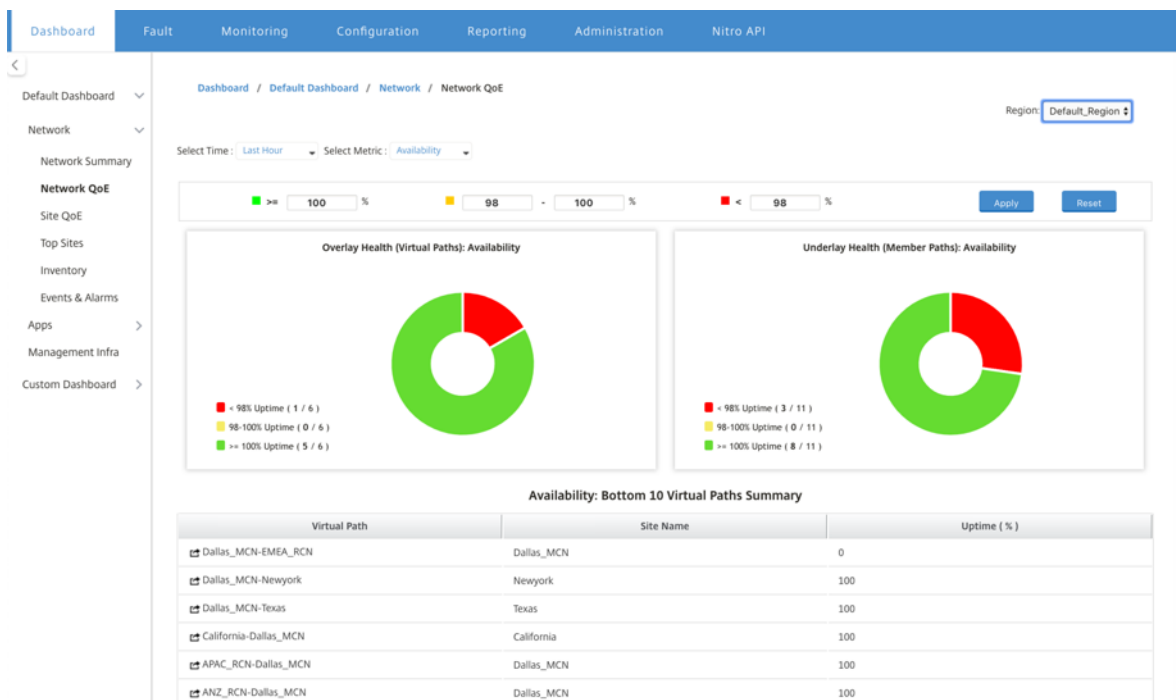 Dashboard Fault Monitoring Configuration Reporting Administration Nitro API
Default Dashboard
Network
Network Summary
Network QoE
Site QoE
Top Sites
Inventory
Events & Alarms
Apps
Management Infra
Custom Dashboard
Dashboard / Default Dashboard / Network / Network QoE
Region: Default_Region
Select Time : Last Hour Select Metric : Availability
>= 100 % 98 - 100 % < 98 % Apply Reset
Overlay Health (Virtual Paths): Availability
< 98% Uptime ( 1 / 6 )
98-100% Uptime ( 0 / 6 )
>= 100% Uptime ( 5 / 6 )
Underlay Health (Member Paths): Availability
< 98% Uptime ( 3 / 11 )
98-100% Uptime ( 0 / 11 )
>= 100% Uptime ( 8 / 11 )
Availability: Bottom 10 Virtual Paths Summary
Virtual Path Site Name Uptime ( % )
Dallas_MCN-EMEA_RCN Dallas_MCN 0
Dallas_MCN-Newyork Newyork 100
Dallas_MCN-Texas Texas 100
California-Dallas_MCN California 100
APAC_RCN-Dallas_MCN Dallas_MCN 100
ANZ_RCN-Dallas_MCN Dallas_MCN 100